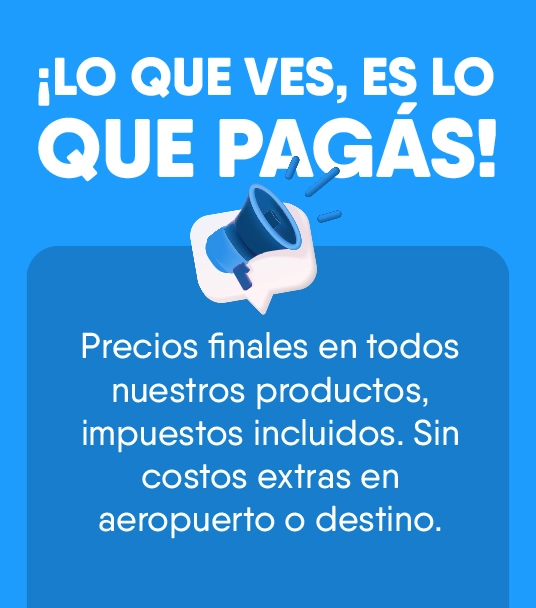 ¡LO QUE VES, ES LO
QUE PAGÁS!
Precios finales en todos
nuestros productos,
impuestos incluidos. Sin
costos extras en
aeropuerto o destino.